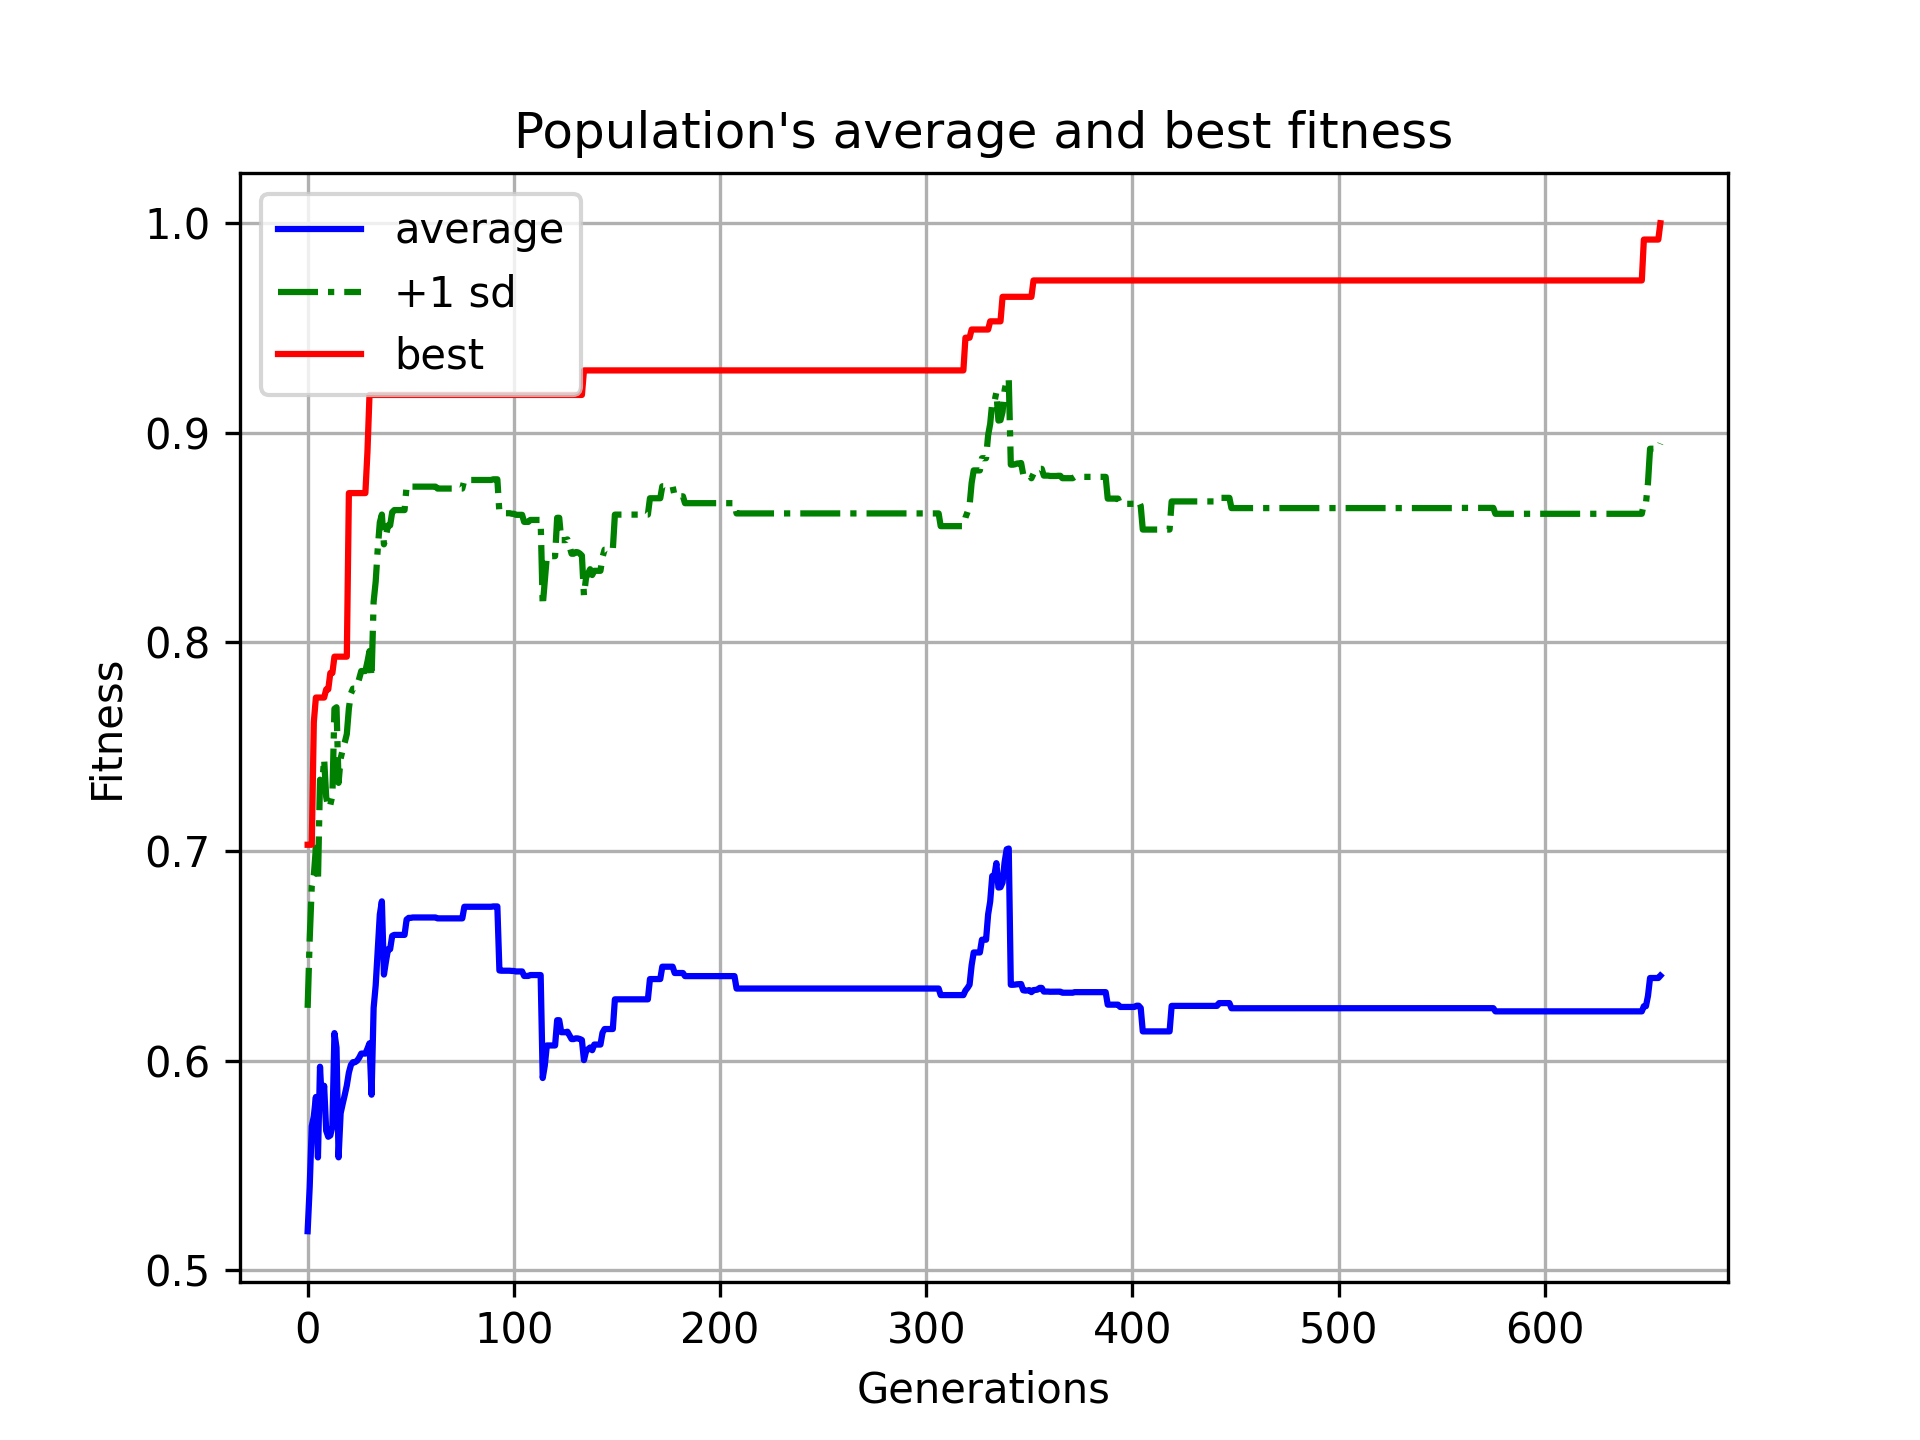 Population's average and best fitness
average
+1 sd
best
1.0
0.9
0.8
0.7
0.6
0.5
Fitness
0 100 200 300 400 500 600
Generations